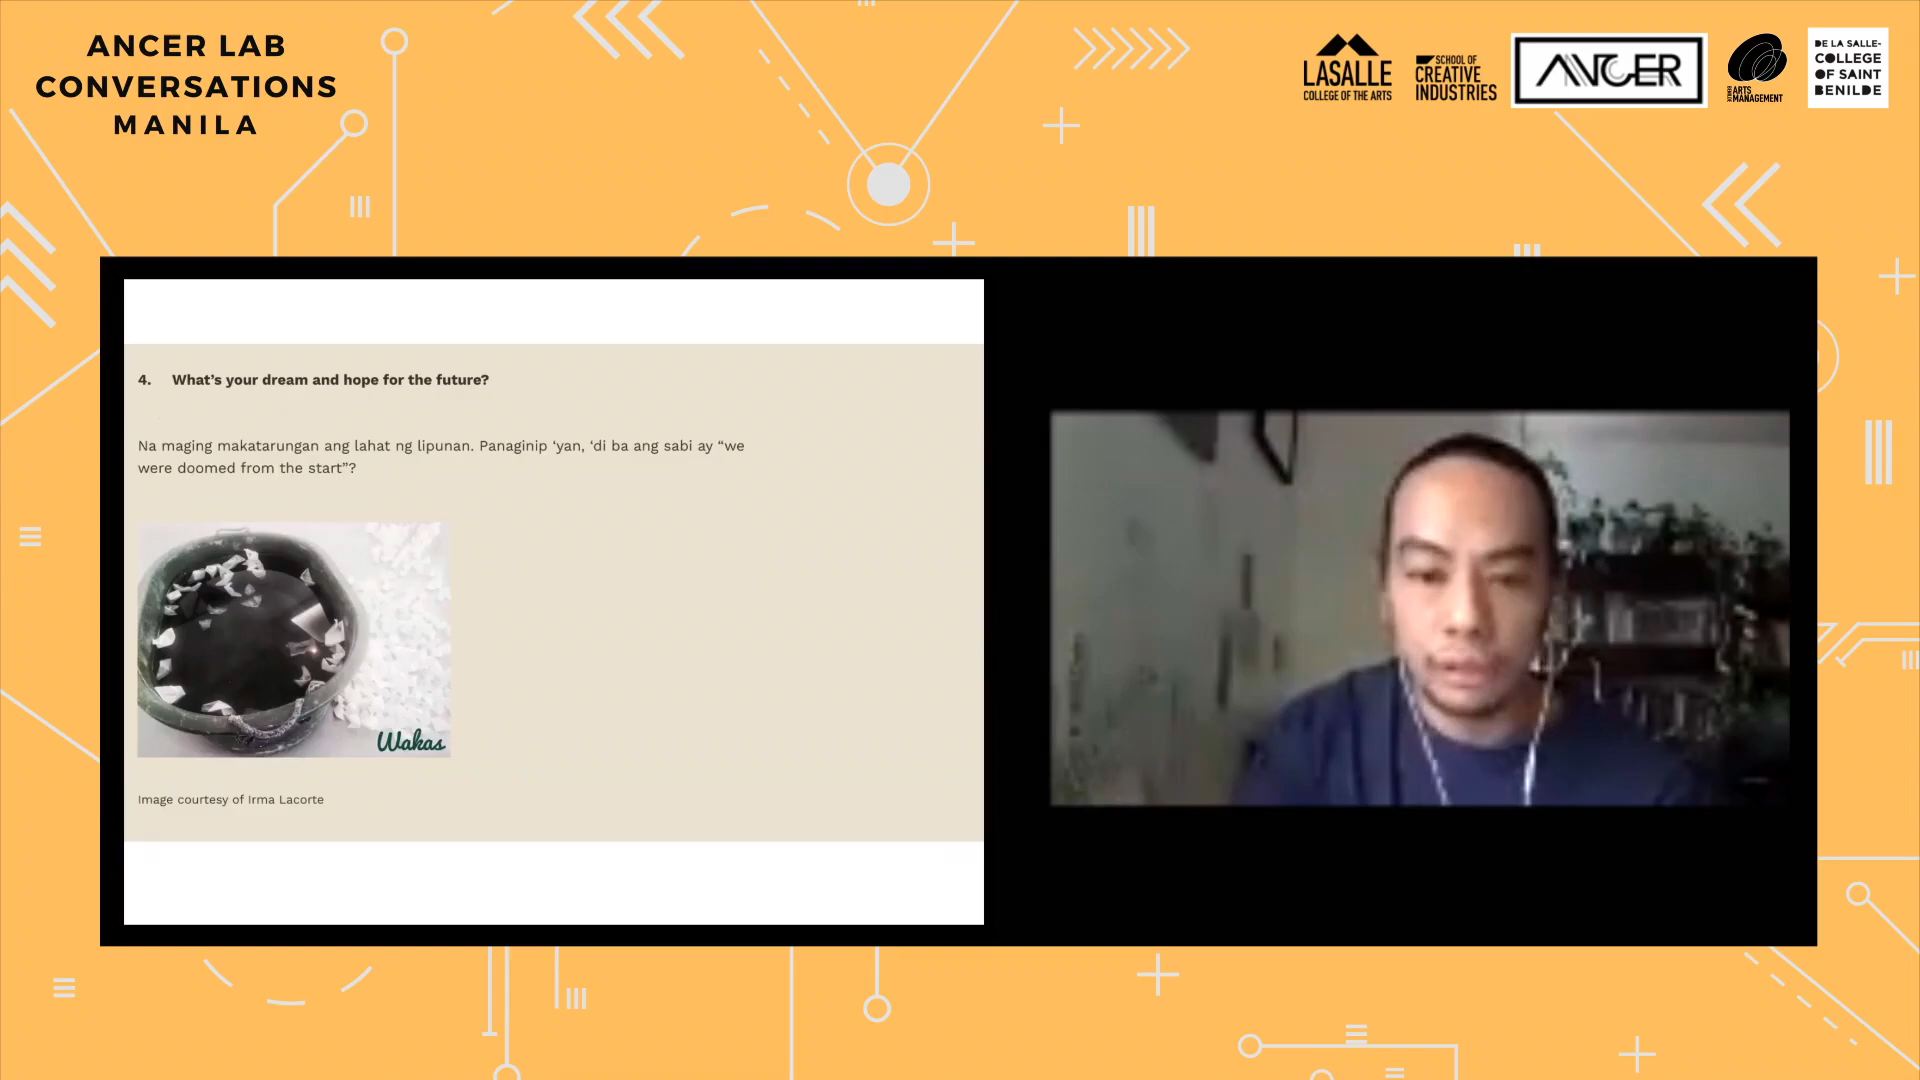 ANCER LAB
CONVERSATIONS
MANILA
LASALLE
COLLEGE OF THE ARTS
SCHOOL OF
CREATIVE
INDUSTRIES
ANCER
ARTS
MANAGEMENT
DE LA SALLE-
COLLEGE
OF SAINT
BENILDE
4. What’s your dream and hope for the future?
Na maging makatarungan ang lahat ng lipunan. Panaginip ‘yan, ‘di ba ang sabi ay “we
were doomed from the start”?
Wakas
Image courtesy of Irma Lacorte